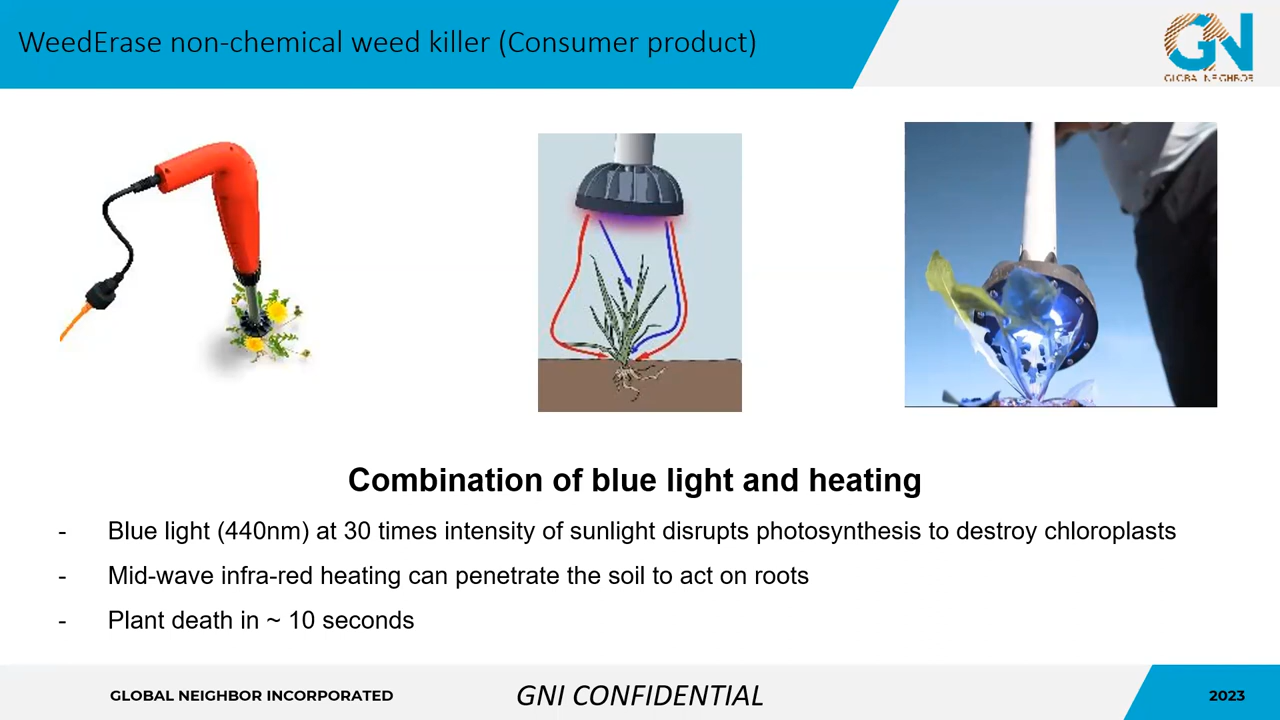 WeedErase non-chemical weed killer (Consumer product)
GN
GLOBAL NEIGHBOR
Combination of blue light and heating
- Blue light (440nm) at 30 times intensity of sunlight disrupts photosynthesis to destroy chloroplasts
- Mid-wave infra-red heating can penetrate the soil to act on roots
- Plant death in ~ 10 seconds
GLOBAL NEIGHBOR INCORPORATED
GNI CONFIDENTIAL
2023